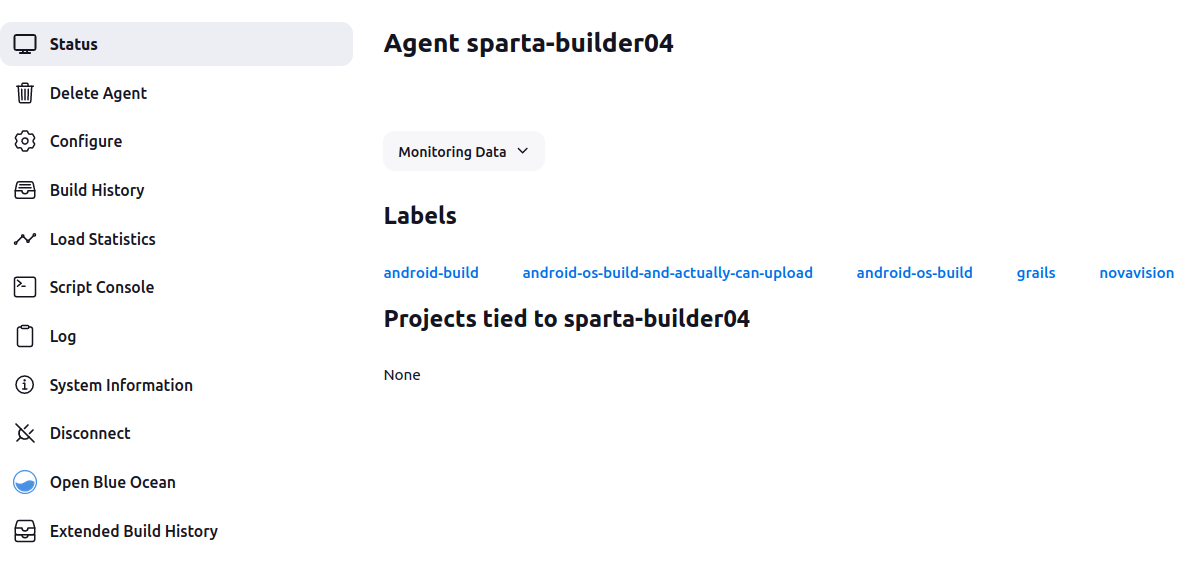 Status
Delete Agent
Configure
Build History
Load Statistics
Script Console
Log
System Information
Disconnect
Open Blue Ocean
Extended Build History
Agent sparta-builder04
Monitoring Data
Labels
android-build android-os-build-and-actually-can-upload android-os-build grails novavision
Projects tied to sparta-builder04
None